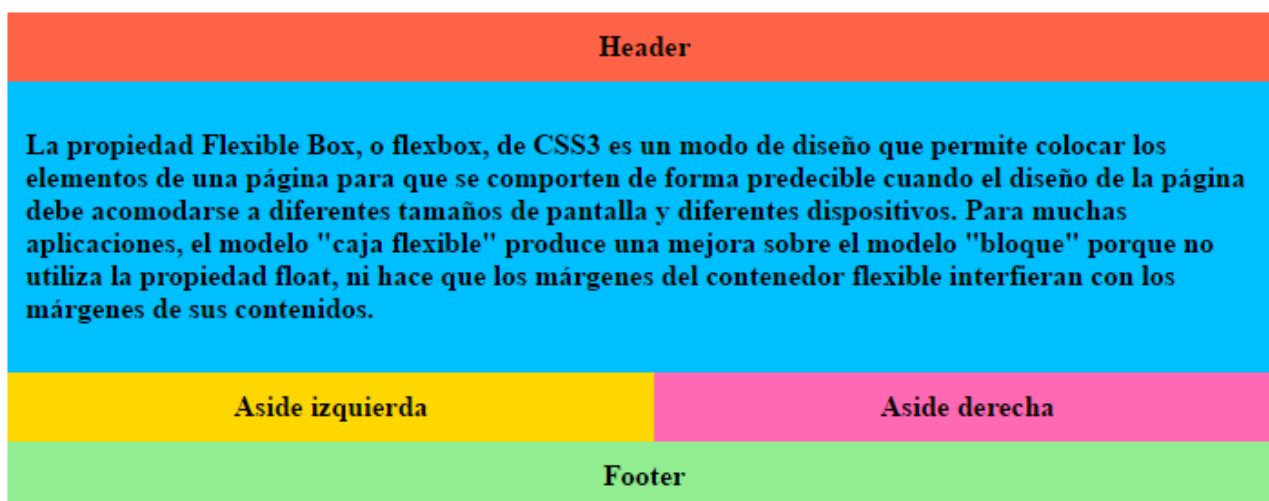 Header
La propiedad Flexible Box, o flexbox, de CSS3 es un modo de diseño que permite colocar los
elementos de una página para que se comporten de forma predecible cuando el diseño de la página
debe acomodarse a diferentes tamaños de pantalla y diferentes dispositivos. Para muchas
aplicaciones, el modelo "caja flexible" produce una mejora sobre el modelo "bloque" porque no
utiliza la propiedad float, ni hace que los márgenes del contenedor flexible interfieran con los
márgenes de sus contenidos.
Aside izquierda
Aside derecha
Footer